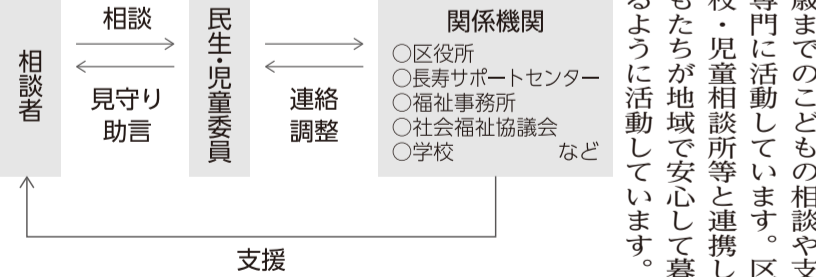 歳までのこどもの相談や支
専門に活動しています。区
校・児童相談所等と連携し
もたちが地域で安心して暮
るように活動しています。
相談者
相談
見守り
助言
民生・児童委員
連絡
調整
関係機関
○区役所
○長寿サポートセンター
○福祉事務所
○社会福祉協議会
○学校 など
支援